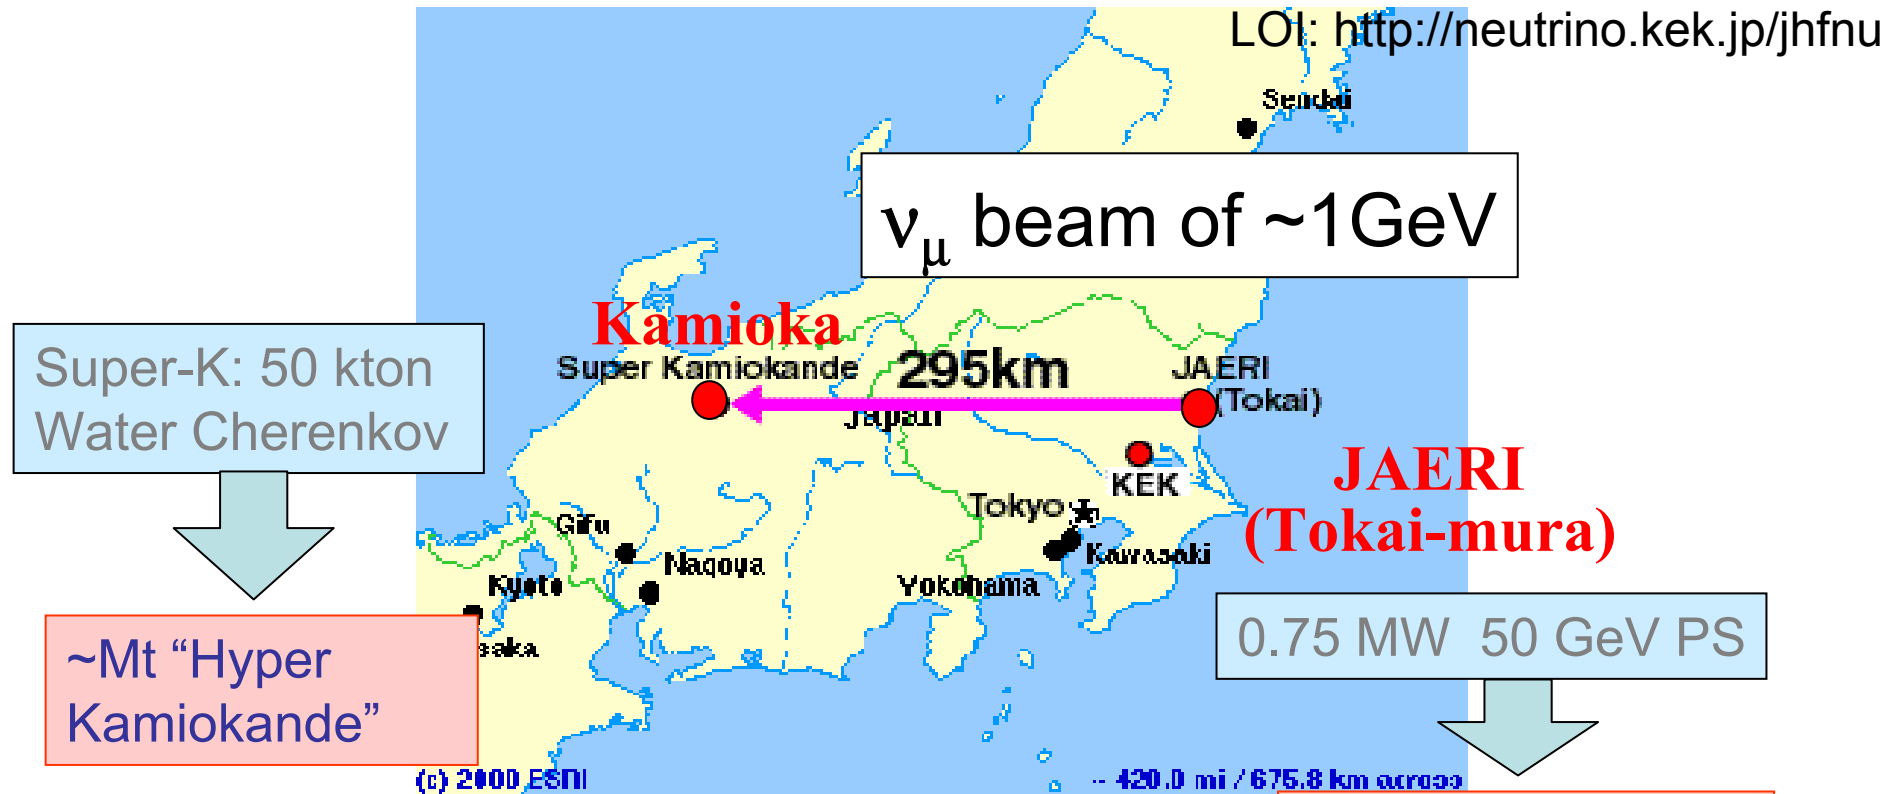 LOI: http://neutrino.kek.jp/jhfnu
Sendai
νμ beam of ~1GeV
Kamioka
Super Kamiokande
295km
JAERI
(Tokai)
Japan
Super-K: 50 kton
Water Cherenkov
KEK
JAERI
(Tokai-mura)
Tokyo
Gifu
Nagoya
Kawasaki
Kyoto
Yokohama
saka
0.75 MW 50 GeV PS
~Mt “Hyper
Kamiokande”
(c) 2000 ESRI
~ 420.0 mi / 675.8 km across